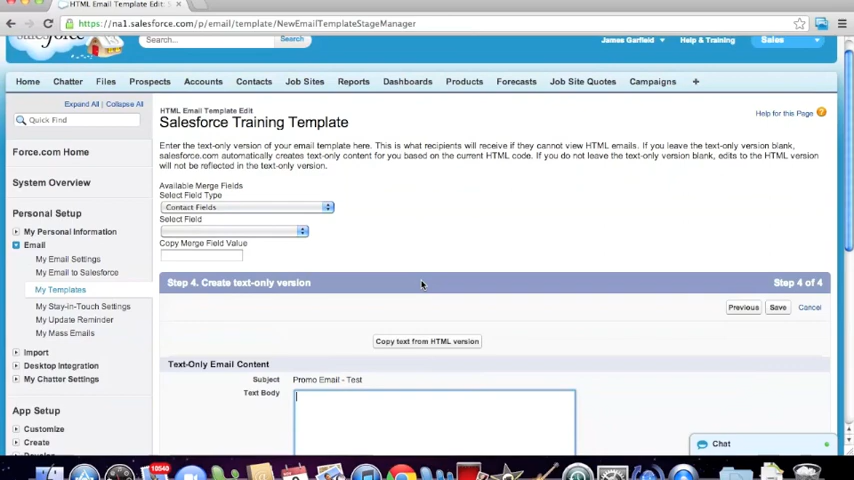 HTML Email Template Edit:
https://na1.salesforce.com/p/email/template/NewEmailTemplateStageManager
salesforce
Search...
Search
James Garfield
Help & Training
Sales
Home Chatter Files Prospects Accounts Contacts Job Sites Reports Dashboards Products Forecasts Job Site Quotes Campaigns +
Expand All | Collapse All
Quick Find
Force.com Home
System Overview
Personal Setup
My Personal Information
Email
My Email Settings
My Email to Salesforce
My Templates
My Stay-in-Touch Settings
My Update Reminder
My Mass Emails
Import
Desktop Integration
My Chatter Settings
App Setup
Customize
Create
HTML Email Template Edit
Salesforce Training Template
Help for this Page
Enter the text-only version of your email template here. This is what recipients will receive if they cannot view HTML emails. If you leave the text-only version blank,
salesforce.com automatically creates text-only content for you based on the current HTML code. If you do not leave the text-only version blank, edits to the HTML version
will not be reflected in the text-only version.
Available Merge Fields
Select Field Type
Contact Fields
Select Field
Copy Merge Field Value
Step 4. Create text-only version
Step 4 of 4
Previous Save Cancel
Copy text from HTML version
Text-Only Email Content
Subject Promo Email - Test
Text Body
Chat
10540